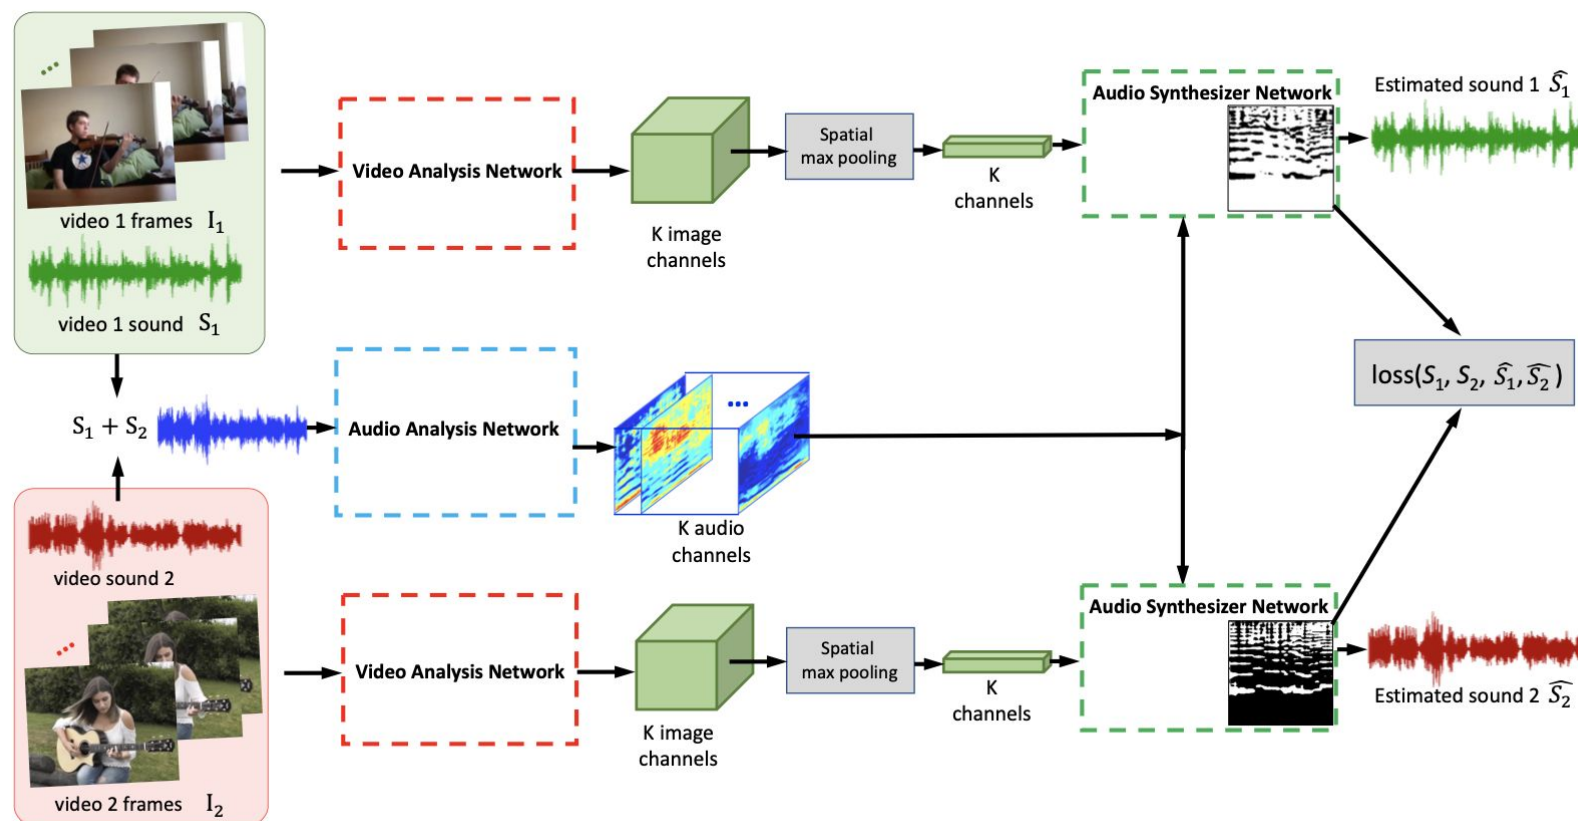 video 1 frames I₁
video 1 sound S₁
S₁ + S₂
video sound 2
video 2 frames I₂
Video Analysis Network
K image
channels
Spatial
max pooling
K
channels
Audio Synthesizer Network
Estimated sound 1 Ŝ₁
Audio Analysis Network
...
K audio
channels
loss(S₁, S₂, Ŝ₁, Ŝ₂ )
Video Analysis Network
K image
channels
Spatial
max pooling
K
channels
Audio Synthesizer Network
Estimated sound 2 Ŝ₂